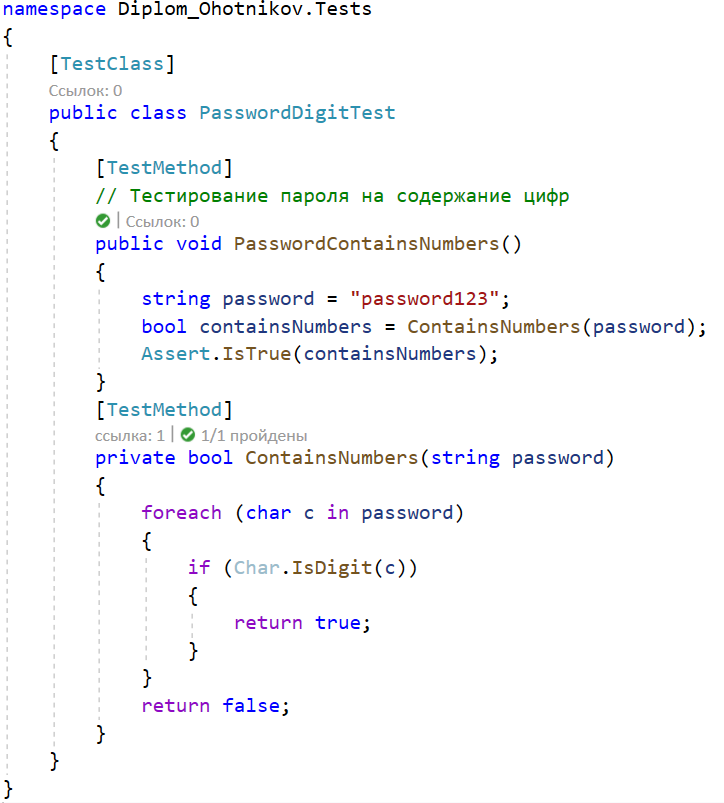 namespace Diplom_Ohotnikov.Tests
{
[TestClass]
Ссылок: 0
public class PasswordDigitTest
{
[TestMethod]
// Тестирование пароля на содержание цифр
| Ссылок: 0
public void PasswordContainsNumbers()
{
string password = "password123";
bool containsNumbers = ContainsNumbers(password);
Assert.IsTrue(containsNumbers);
}
[TestMethod]
ссылка: 1 | 1/1 пройдены
private bool ContainsNumbers(string password)
{
foreach (char c in password)
{
if (Char.IsDigit(c))
{
return true;
}
}
return false;
}
}
}